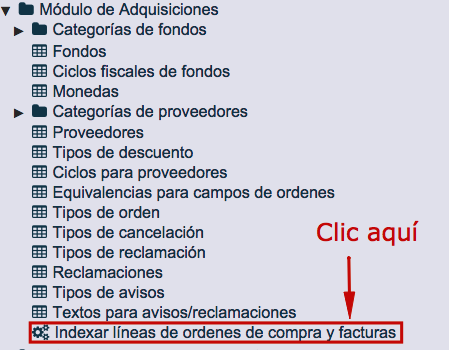 Módulo de Adquisiciones
Categorías de fondos
Fondos
Ciclos fiscales de fondos
Monedas
Categorías de proveedores
Proveedores
Tipos de descuento
Ciclos para proveedores
Equivalencias para campos de ordenes
Tipos de orden
Tipos de cancelación
Clic aquí
Tipos de reclamación
Reclamaciones
Tipos de avisos
Textos para avisos/reclamaciones
Indexar líneas de ordenes de compra y facturas